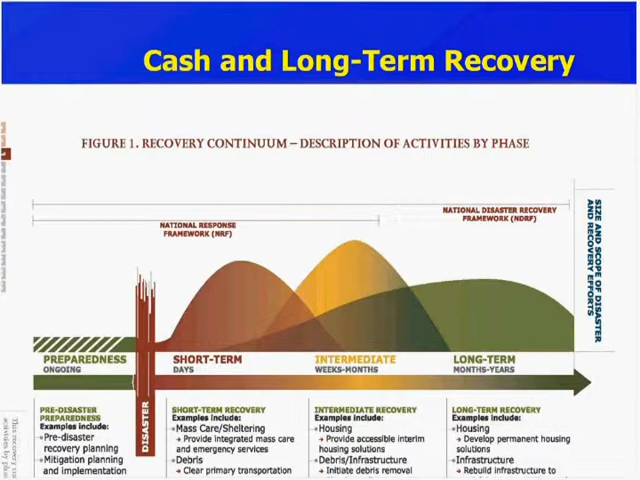 Cash and Long-Term Recovery
FIGURE 1. RECOVERY CONTINUUM – DESCRIPTION OF ACTIVITIES BY PHASE
NATIONAL DISASTER RECOVERY
FRAMEWORK (NDRF)
NATIONAL RESPONSE
FRAMEWORK (NRF)
SIZE AND SCOPE OF DISASTER
AND RECOVERY EFFORTS
PREPAREDNESS
ONGOING
SHORT-TERM
DAYS
INTERMEDIATE
WEEKS-MONTHS
LONG-TERM
MONTHS-YEARS
DISASTER
PRE-DISASTER
PREPAREDNESS
Examples include:
Pre-disaster
recovery planning
Mitigation planning
and implementation
SHORT-TERM RECOVERY
Examples include:
Mass Care/Sheltering
Provide integrated mass care
and emergency services
Debris
Clear primary transportation
INTERMEDIATE RECOVERY
Examples include:
Housing
Provide accessible interim
housing solutions
Debris/Infrastructure
Initiate debris removal
LONG-TERM RECOVERY
Examples include:
Housing
Develop permanent housing
solutions
Infrastructure
Rebuild infrastructure to
This recovery
activities by